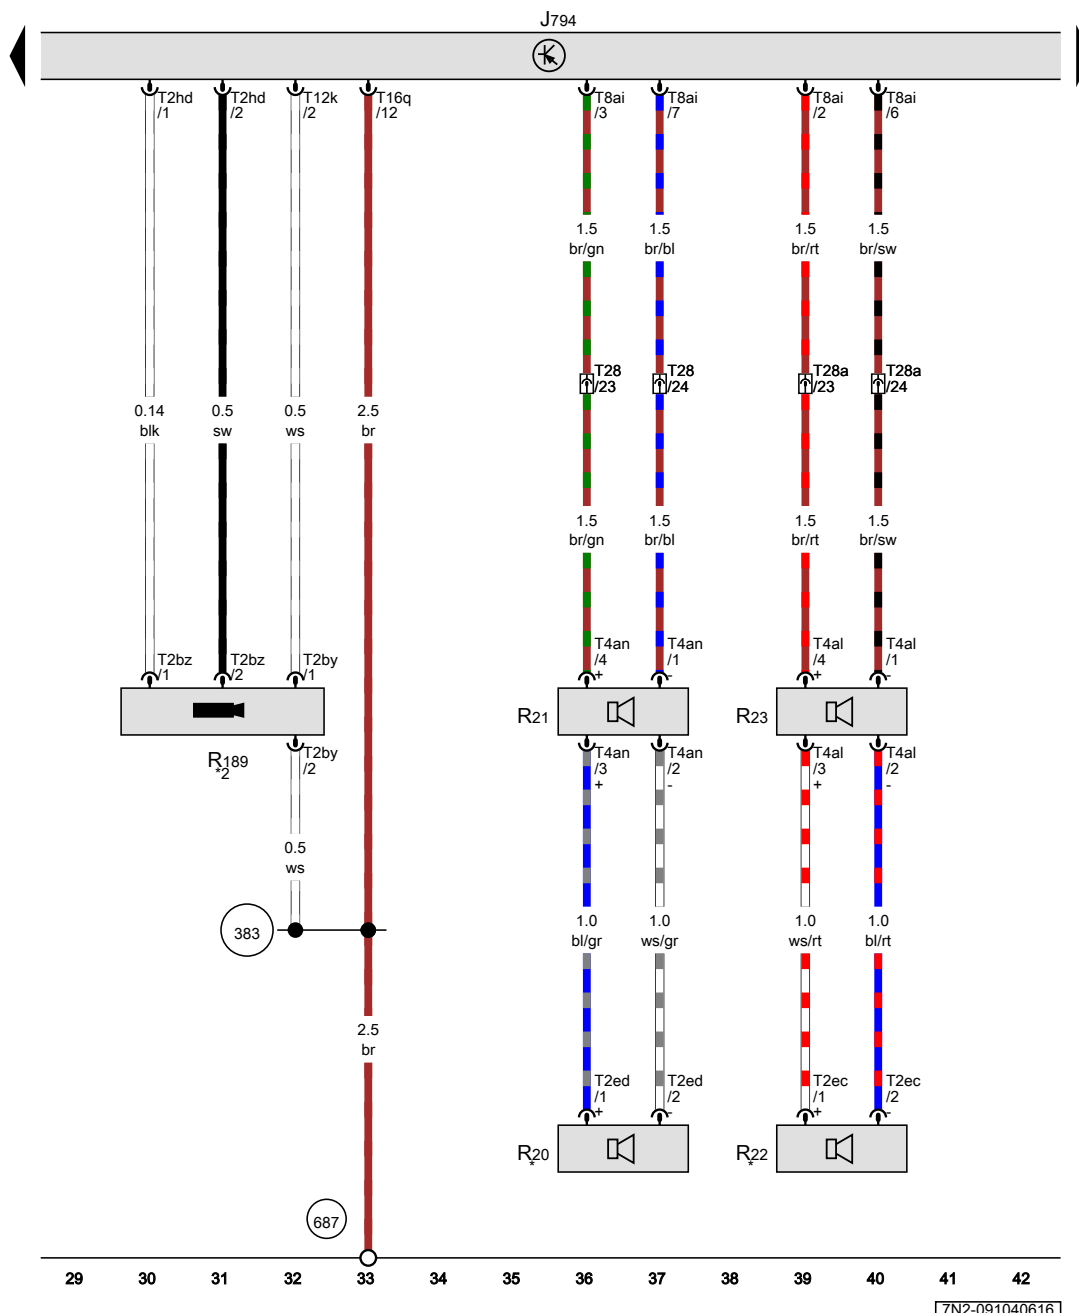 J794
T2hd
/1
T2hd
/2
T12k
/2
T16q
/12
T8ai
/3
T8ai
/7
T8ai
/2
T8ai
/6
1.5
br/gn
1.5
br/bl
1.5
br/rt
1.5
br/sw
T28
/23
T28
/24
T28a
/23
T28a
/24
0.14
blk
0.5
sw
0.5
ws
2.5
br
1.5
br/gn
1.5
br/bl
1.5
br/rt
1.5
br/sw
T2bz
/1
T2bz
/2
T2by
/1
T4an
/4
+
T4an
/1
-
T4al
/4
+
T4al
/1
-
R21
R23
R189
*2
T2by
/2
T4an
/3
+
T4an
/2
-
T4al
/3
+
T4al
/2
-
0.5
ws
383
1.0
bl/gr
1.0
ws/gr
1.0
ws/rt
1.0
bl/rt
2.5
br
T2ed
/1
+
T2ed
/2
-
T2ec
/1
+
T2ec
/2
-
R20
*
R22
*
687
29 30 31 32 33 34 35 36 37 38 39 40 41 42
7N2-091040616